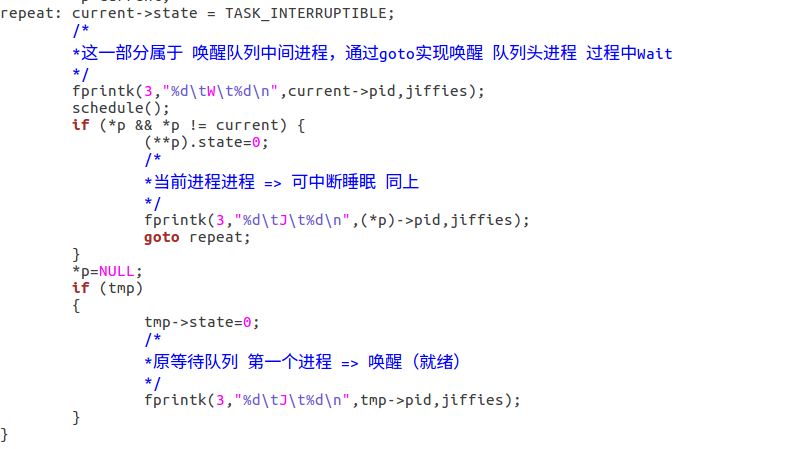 repeat: current->state = TASK_INTERRUPTIBLE;
/*
*这一部分属于 唤醒队列中间进程，通过goto实现唤醒 队列头进程 过程中Wait
*/
fprintk(3,"%d\tW\t%d\n",current->pid,jiffies);
schedule();
if (*p && *p != current) {
(**p).state=0;
/*
*当前进程进程 => 可中断睡眠 同上
*/
fprintk(3,"%d\tJ\t%d\n",(*p)->pid,jiffies);
goto repeat;
}
*p=NULL;
if (tmp)
{
tmp->state=0;
/*
*原等待队列 第一个进程 => 唤醒（就绪）
*/
fprintk(3,"%d\tJ\t%d\n",tmp->pid,jiffies);
}
}